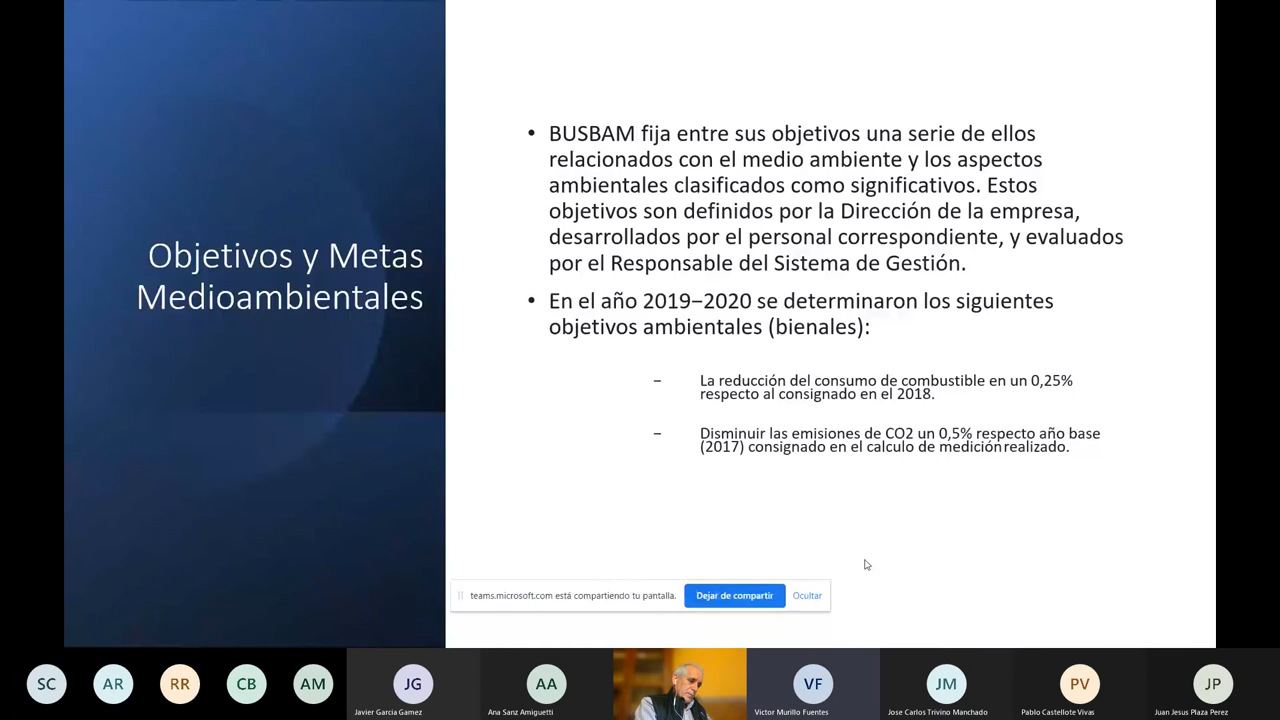 Objetivos y Metas
Medioambientales
• BUSBAM fija entre sus objetivos una serie de ellos
relacionados con el medio ambiente y los aspectos
ambientales clasificados como significativos. Estos
objetivos son definidos por la Dirección de la empresa,
desarrollados por el personal correspondiente, y evaluados
por el Responsable del Sistema de Gestión.
• En el año 2019–2020 se determinaron los siguientes
objetivos ambientales (bienales):
– La reducción del consumo de combustible en un 0,25%
respecto al consignado en el 2018.
– Disminuir las emisiones de CO2 un 0,5% respecto año base
(2017) consignado en el calculo de medición realizado.
teams.microsoft.com está compartiendo tu pantalla. Dejar de compartir Ocultar
SC AR RR CB AM JG AA VF JM PV JP
Javier Garcia Gamez Ana Sanz Amiguetti Victor Murillo Fuentes Jose Carlos Trivino Manchado Pablo Castellote Vivas Juan Jesus Plaza Perez